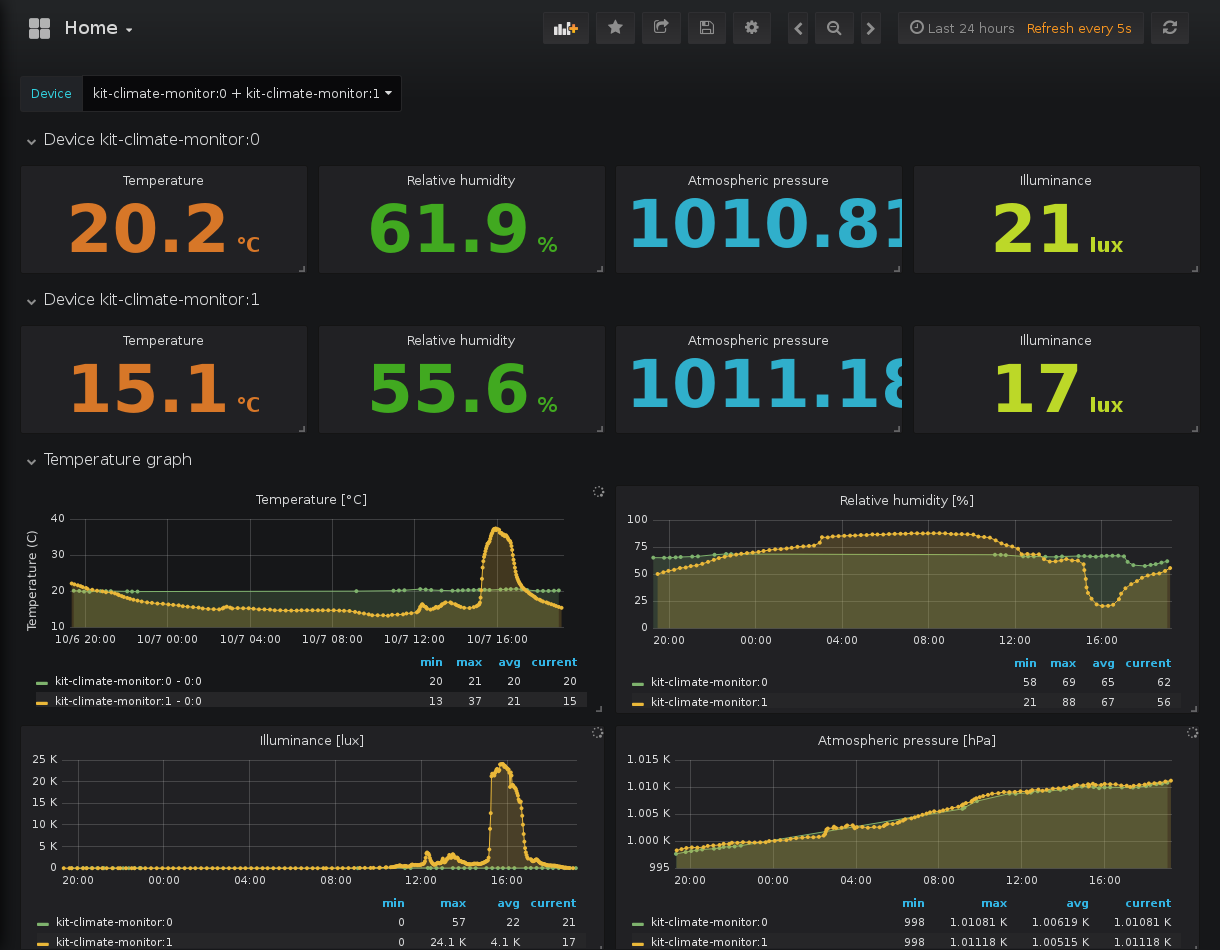 Home
Last 24 hours Refresh every 5s
Device kit-climate-monitor:0 + kit-climate-monitor:1
Device kit-climate-monitor:0
Temperature Relative humidity Atmospheric pressure Illuminance
20.2 °C 61.9 % 1010.81 21 lux
Device kit-climate-monitor:1
Temperature Relative humidity Atmospheric pressure Illuminance
15.1 °C 55.6 % 1011.18 17 lux
Temperature graph
Temperature [°C]
Temperature (C)
40
30
20
10
10/6 20:00 10/7 00:00 10/7 04:00 10/7 08:00 10/7 12:00 10/7 16:00
min max avg current
kit-climate-monitor:0 - 0:0 20 21 20 20
kit-climate-monitor:1 - 0:0 13 37 21 15
Relative humidity [%]
100
75
50
25
0
20:00 00:00 04:00 08:00 12:00 16:00
min max avg current
kit-climate-monitor:0 58 69 65 62
kit-climate-monitor:1 21 88 67 56
Illuminance [lux]
25 K
20 K
15 K
10 K
5 K
0
20:00 00:00 04:00 08:00 12:00 16:00
min max avg current
kit-climate-monitor:0 0 57 22 21
kit-climate-monitor:1 0 24.1 K 4.1 K 17
Atmospheric pressure [hPa]
1.015 K
1.010 K
1.005 K
1.000 K
995
20:00 00:00 04:00 08:00 12:00 16:00
min max avg current
kit-climate-monitor:0 998 1.01081 K 1.00619 K 1.01081 K
kit-climate-monitor:1 998 1.01118 K 1.00515 K 1.01118 K